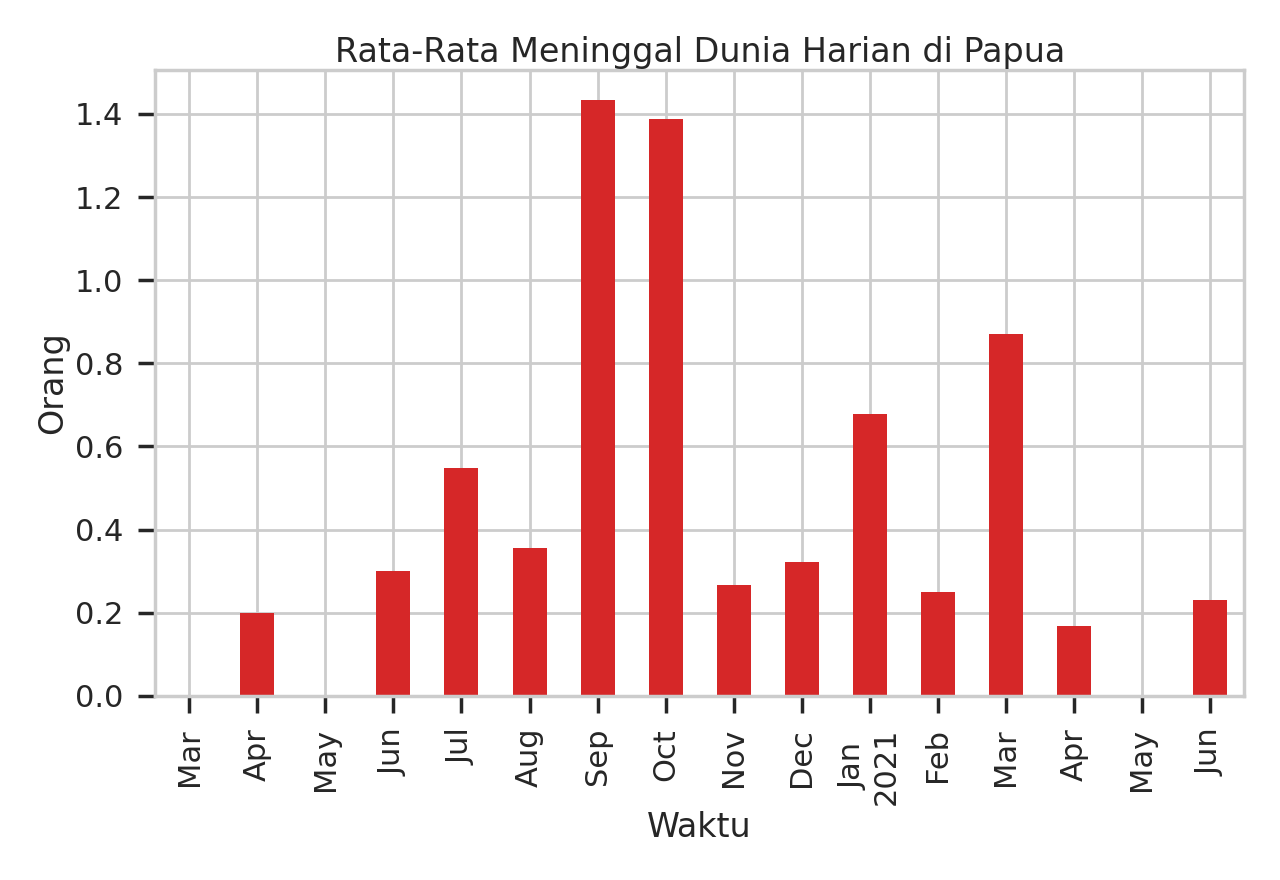 Rata-Rata Meninggal Dunia Harian di Papua
1.4
1.2
1.0
0.8
0.6
0.4
0.2
0.0
Orang
Mar
Apr
May
Jun
Jul
Aug
Sep
Oct
Nov
Dec
Jan
2021
Feb
Mar
Apr
May
Jun
Waktu